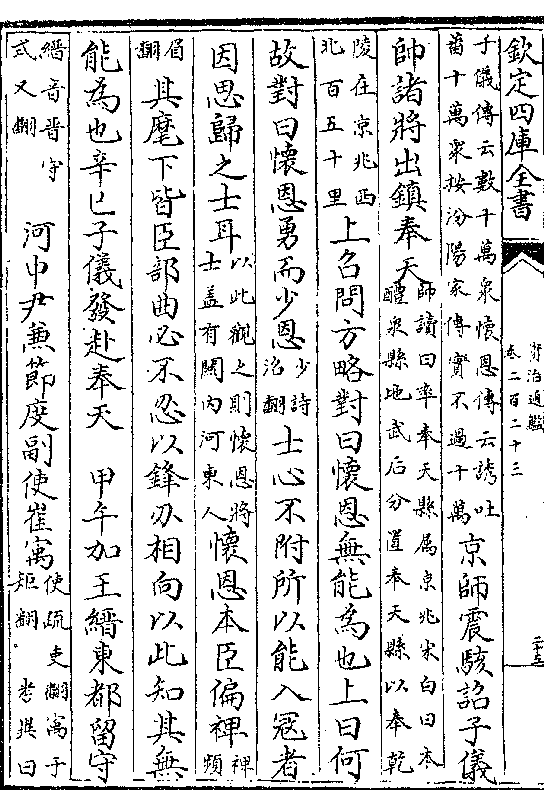 欽定四庫全書
資治通鑑
卷二百二十三
二十五
子儀傳云數十萬衆懷恩傳云誘吐
蕃十萬衆按汾陽家傳實不過十萬
京師震駭詔子儀
帥諸將出鎮奉天
師讀曰率奉天縣屬京兆宋白曰本
醴泉縣地武后分置奉天縣以奉乾
陵在京兆西
北百五十里
上召問方略對曰懷恩無能為也上曰何
故對曰懷恩勇而少恩
少詩
沼翻
士心不附所以能入冦者
因思歸之士耳
以此觀之則懷恩將
士盖有關內河東人
懷恩本臣偏裨
裨頻
眉翻
其麾下皆臣部曲必不忍以鋒刃相向以此知其無
能為也辛巳子儀發赴奉天 甲午加王縉東都留守
縉音晋守
式又翻
河中尹兼節度副使崔㝢
使疏吏翻㝢于
矩翻 考異曰